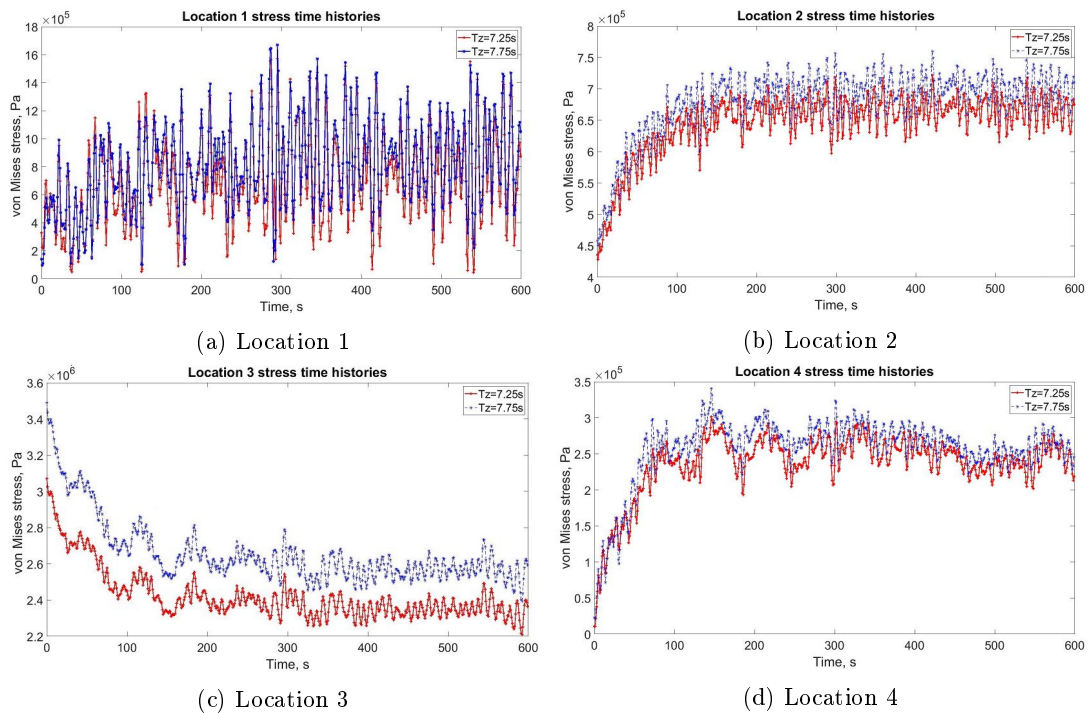 Location 1 stress time histories
×10^5
18
16
14
12
10
8
6
4
2
0
von Mises stress, Pa
Tz=7.25s
Tz=7.75s
0 100 200 300 400 500 600
Time, s
(a) Location 1
Location 2 stress time histories
×10^5
8
7.5
7
6.5
6
5.5
5
4.5
4
von Mises stress, Pa
Tz=7.25s
Tz=7.75s
0 100 200 300 400 500 600
Time, s
(b) Location 2
Location 3 stress time histories
×10^6
3.6
3.4
3.2
3
2.8
2.6
2.4
2.2
von Mises stress, Pa
Tz=7.25s
Tz=7.75s
0 100 200 300 400 500 600
Time, s
(c) Location 3
Location 4 stress time histories
×10^5
3.5
3
2.5
2
1.5
1
0.5
0
von Mises stress, Pa
Tz=7.25s
Tz=7.75s
0 100 200 300 400 500 600
Time, s
(d) Location 4